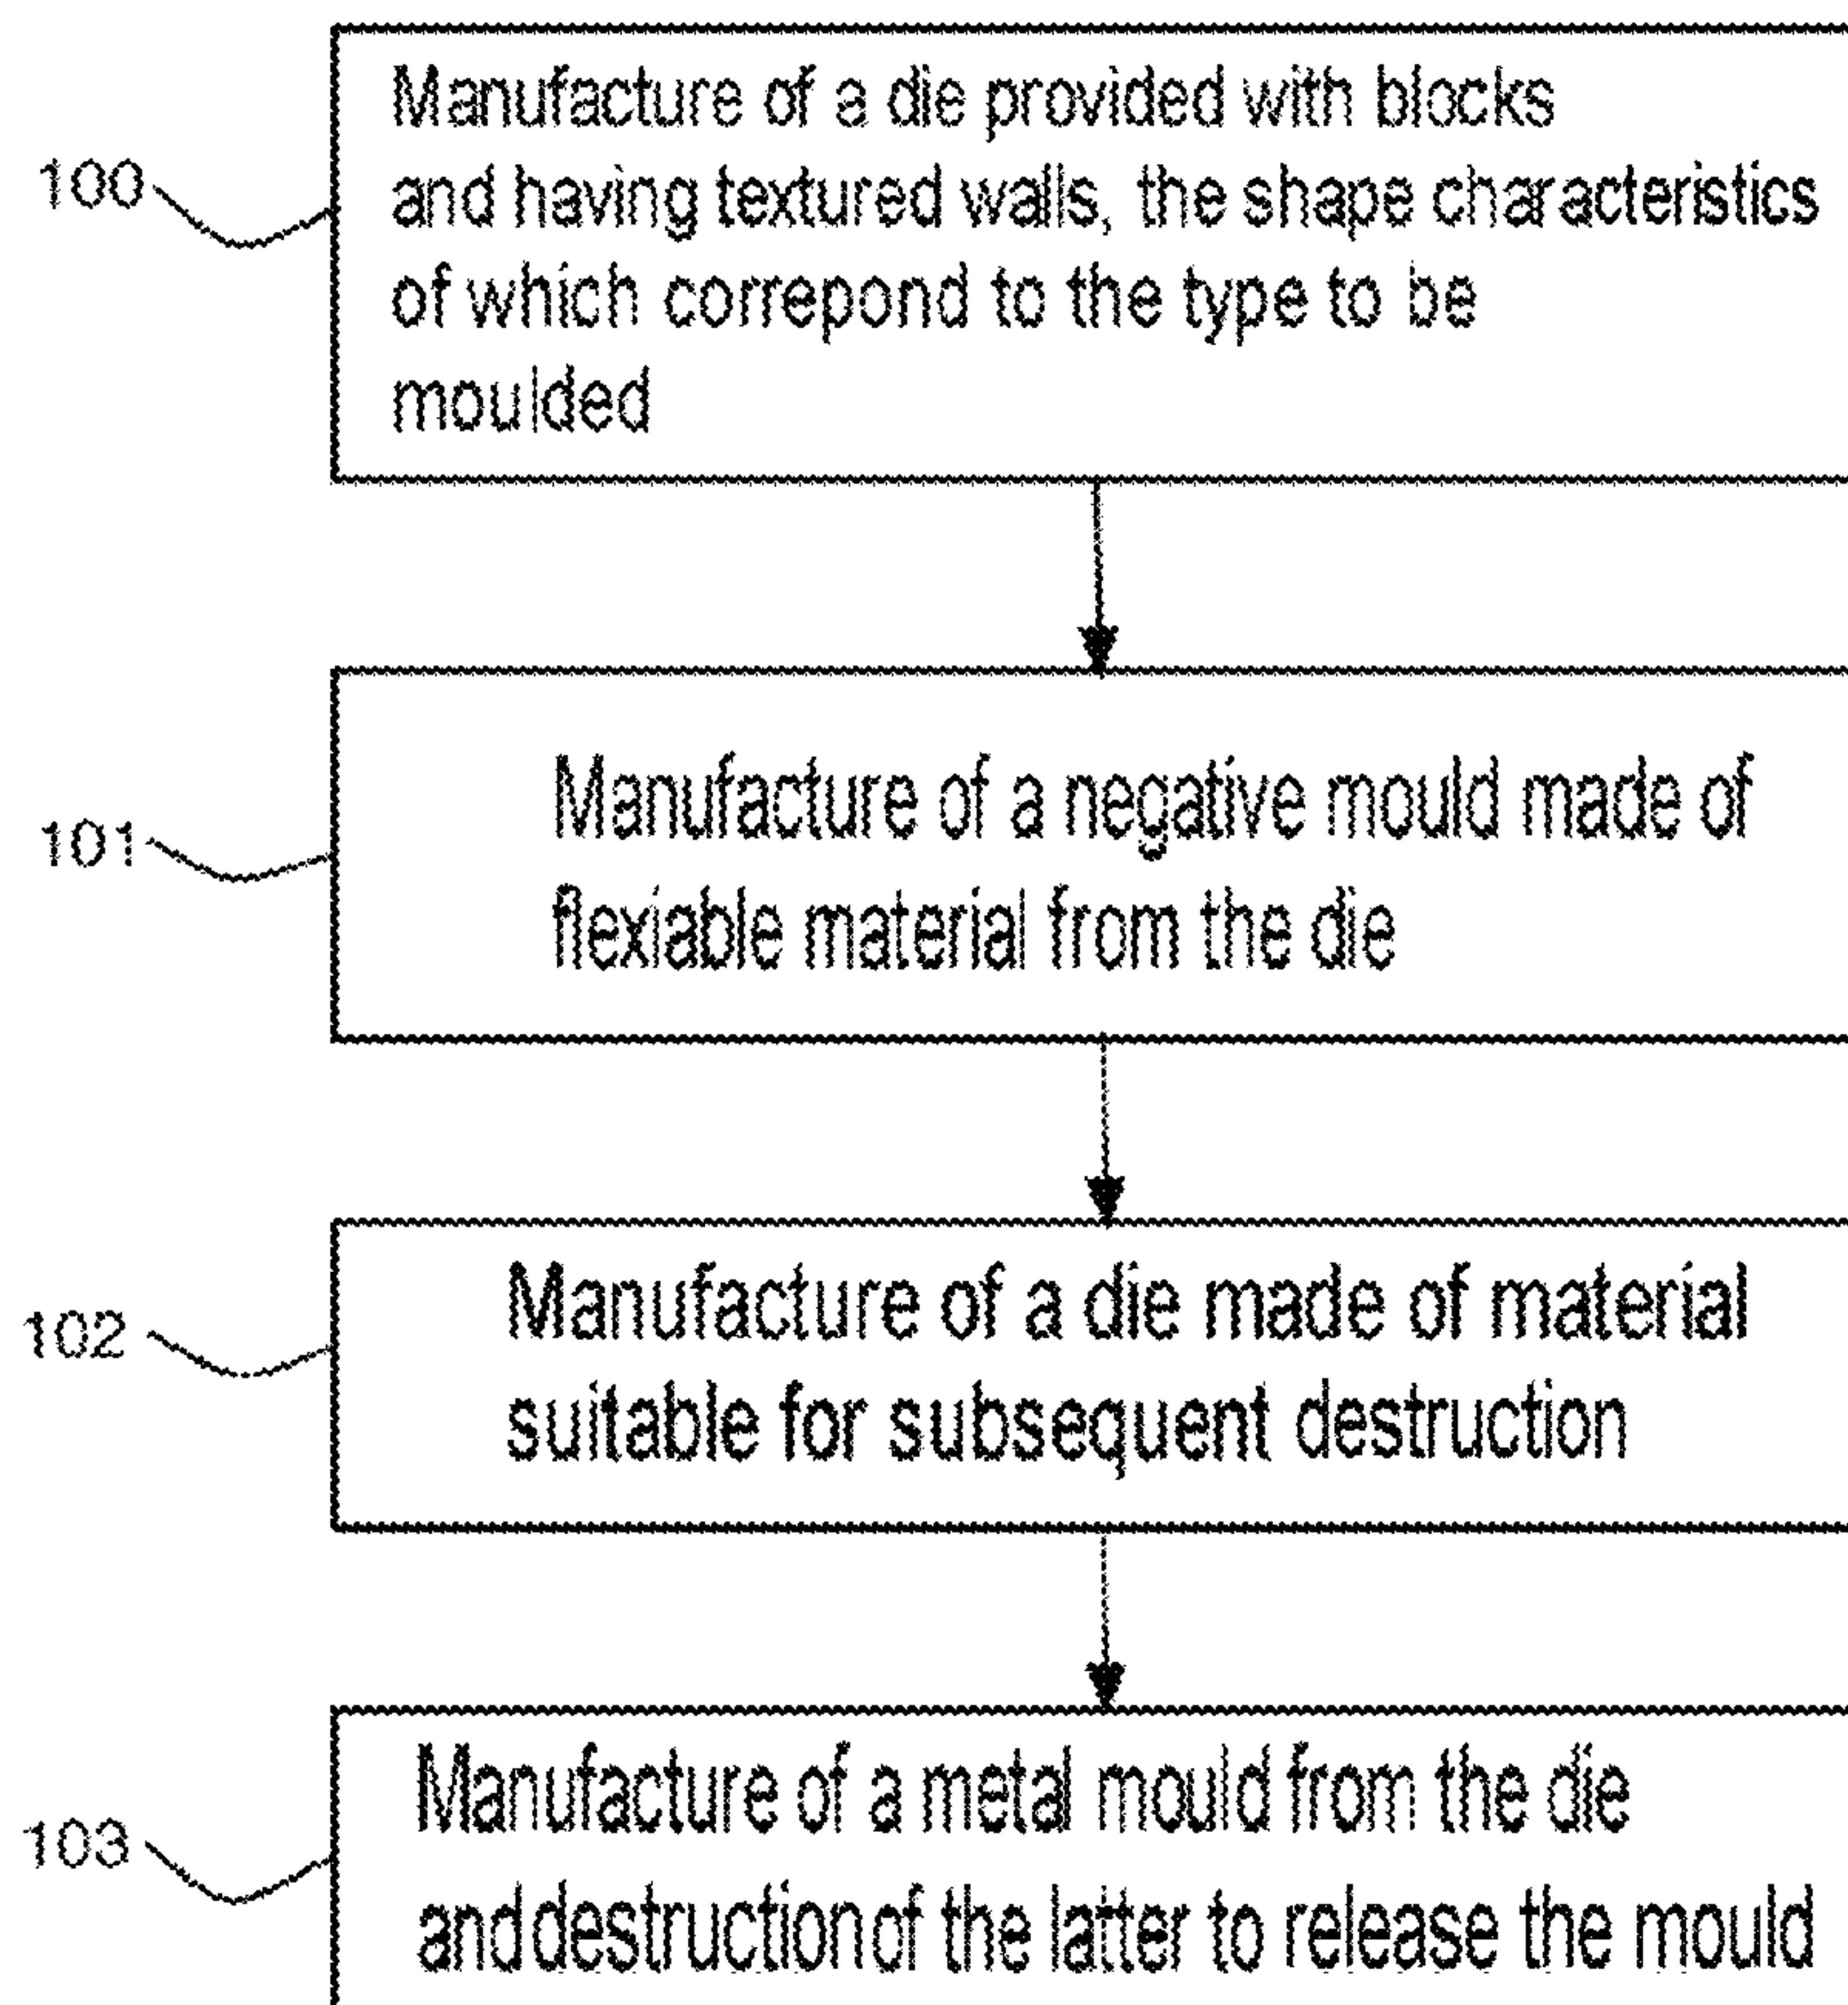 100
Manufacture of a die provided with blocks
and having textured walls, the shape characteristics
of which correpond to the type to be
moulded
101
Manufacture of a negative mould made of
flexiable material from the die
102
Manufacture of a die made of material
suitable for subsequent destruction
103
Manufacture of a metal mould from the die
and destruction of the latter to release the mould